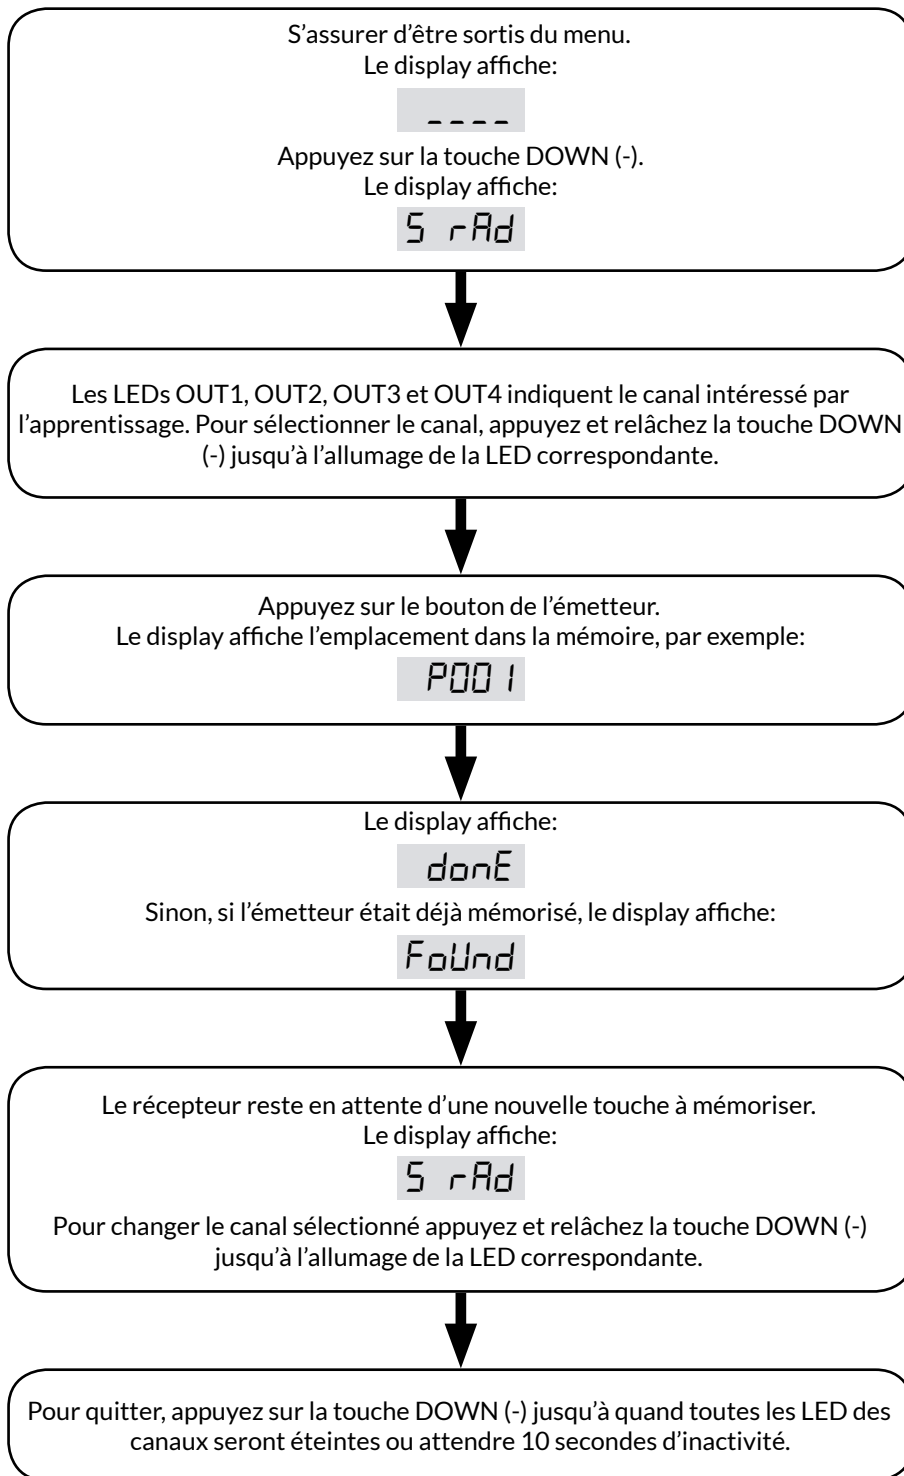 S’assurer d’être sortis du menu.
Le display affiche:
_ _ _ _
Appuyez sur la touche DOWN (-).
Le display affiche:
S rAd
Les LEDs OUT1, OUT2, OUT3 et OUT4 indiquent le canal intéressé par
l’apprentissage. Pour sélectionner le canal, appuyez et relâchez la touche DOWN
(-) jusqu’à l’allumage de la LED correspondante.
Appuyez sur le bouton de l’émetteur.
Le display affiche l’emplacement dans la mémoire, par exemple:
P001
Le display affiche:
donE
Sinon, si l’émetteur était déjà mémorisé, le display affiche:
FoUnd
Le récepteur reste en attente d’une nouvelle touche à mémoriser.
Le display affiche:
S rAd
Pour changer le canal sélectionné appuyez et relâchez la touche DOWN (-)
jusqu’à l’allumage de la LED correspondante.
Pour quitter, appuyez sur la touche DOWN (-) jusqu’à quand toutes les LED des
canaux seront éteintes ou attendre 10 secondes d’inactivité.